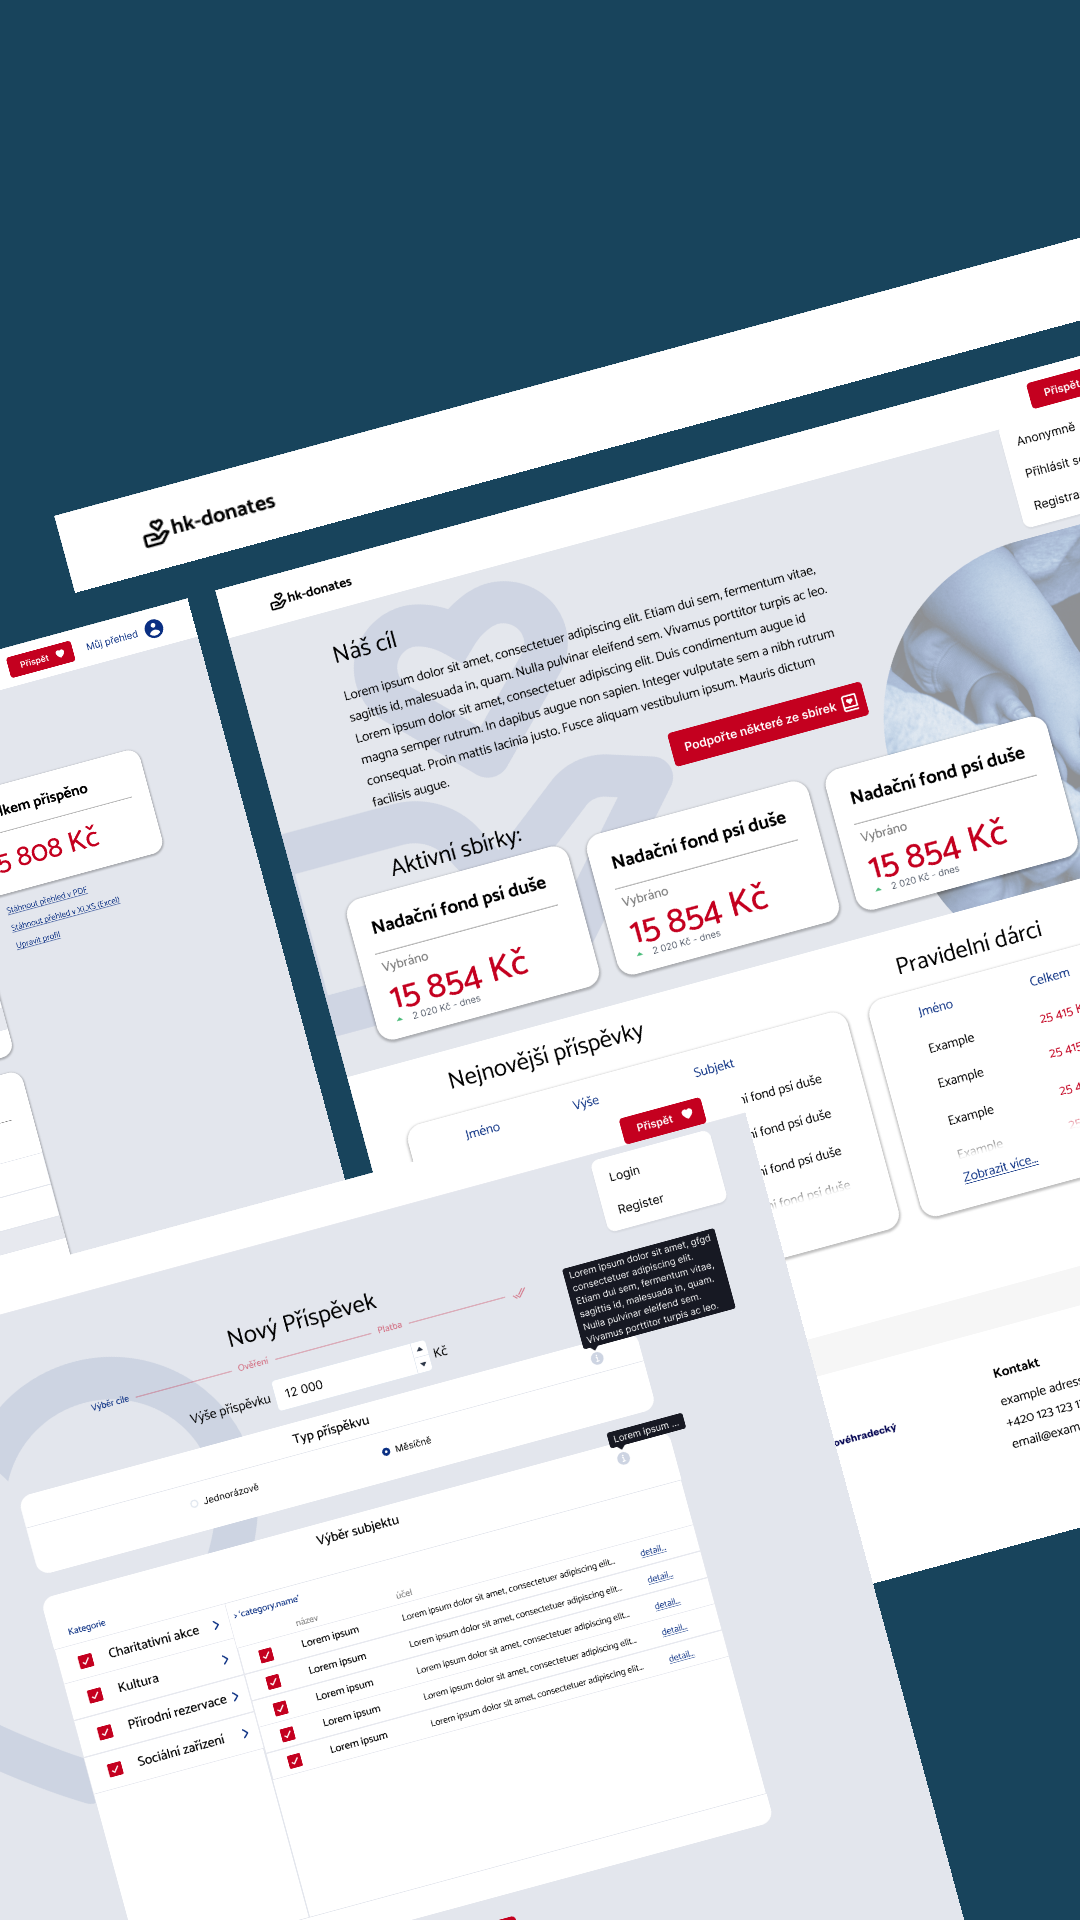 hk-donates
Přispět
Anonymně
Přihlásit se
hk-donates
Náš cíl
Lorem ipsum dolor sit amet, consectetuer adipiscing elit. Etiam dui sem, fermentum vitae,
sagittis id, malesuada in, quam. Nulla pulvinar eleifend sem. Vivamus porttitor turpis ac leo.
Lorem ipsum dolor sit amet, consectetuer adipiscing elit. Duis condimentum augue id
magna semper rutrum. In dapibus augue non sapien. Integer vulputate sem a nibh rutrum
consequat. Proin mattis lacinia justo. Fusce aliquam vestibulum ipsum. Mauris dictum
facilisis augue.
Podpořte některé ze sbírek
Aktivní sbírky:
Nadační fond psí duše
Vybráno
15 854 Kč
2 020 Kč - dnes
Nadační fond psí duše
Vybráno
15 854 Kč
2 020 Kč - dnes
Nadační fond psí duše
Vybráno
15 854 Kč
2 020 Kč - dnes
Přispět
Můj přehled
lkem přispěno
5 808 Kč
Stáhnout přehled v PDF
Stáhnout přehled v XLXS (Excel)
Upravit profil
Nejnovější příspěvky
Jméno Výše Subjekt
í fond psí duše
í fond psí duše
í fond psí duše
í fond psí duše
Pravidelní dárci
Jméno Celkem
Example 25 415 K
Example 25 415
Example 25 4
Example 25
Zobrazit více...
Přispět
Login
Register
Nový Příspěvek
Výběr cíle Ověření Platba
Výše příspěvku 12 000 Kč
Lorem ipsum dolor sit amet, gfgd
consectetuer adipiscing elit.
Etiam dui sem, fermentum vitae,
sagittis id, malesuada in, quam.
Nulla pulvinar eleifend sem.
Vivamus porttitor turpis ac leo.
Typ příspěkvu
Jednorázově Měsíčně
Lorem ipsum ...
Výběr subjektu
Kategorie
Charitativní akce
Kultura
Přírodní rezervace
Sociální zařízení
> 'category.name'
název účel
Lorem ipsum Lorem ipsum dolor sit amet, consectetuer adipiscing elit... detail...
Lorem ipsum Lorem ipsum dolor sit amet, consectetuer adipiscing elit... detail...
Lorem ipsum Lorem ipsum dolor sit amet, consectetuer adipiscing elit... detail...
Lorem ipsum Lorem ipsum dolor sit amet, consectetuer adipiscing elit... detail...
Lorem ipsum Lorem ipsum dolor sit amet, consectetuer adipiscing elit... detail...
ovéhradecký
Kontakt
example adress
+420 123 123 1
email@exam